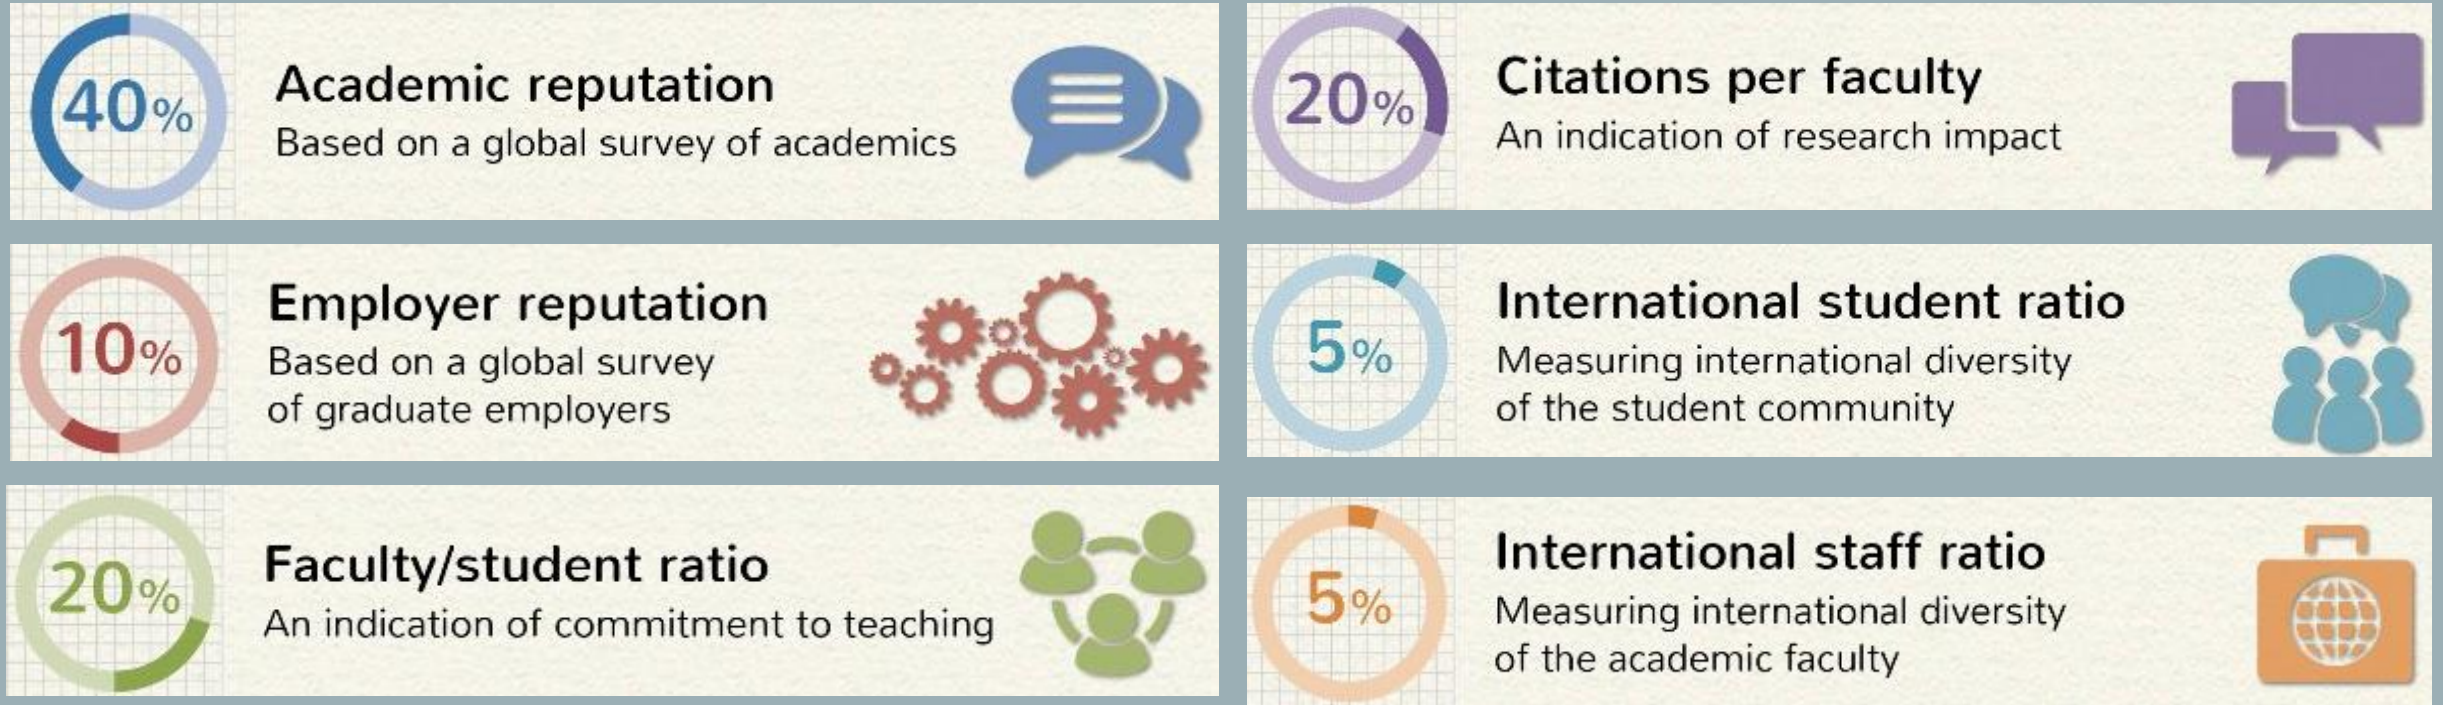 40%
Academic reputation
Based on a global survey of academics
10%
Employer reputation
Based on a global survey
of graduate employers
20%
Faculty/student ratio
An indication of commitment to teaching
20%
Citations per faculty
An indication of research impact
5%
International student ratio
Measuring international diversity
of the student community
5%
International staff ratio
Measuring international diversity
of the academic faculty